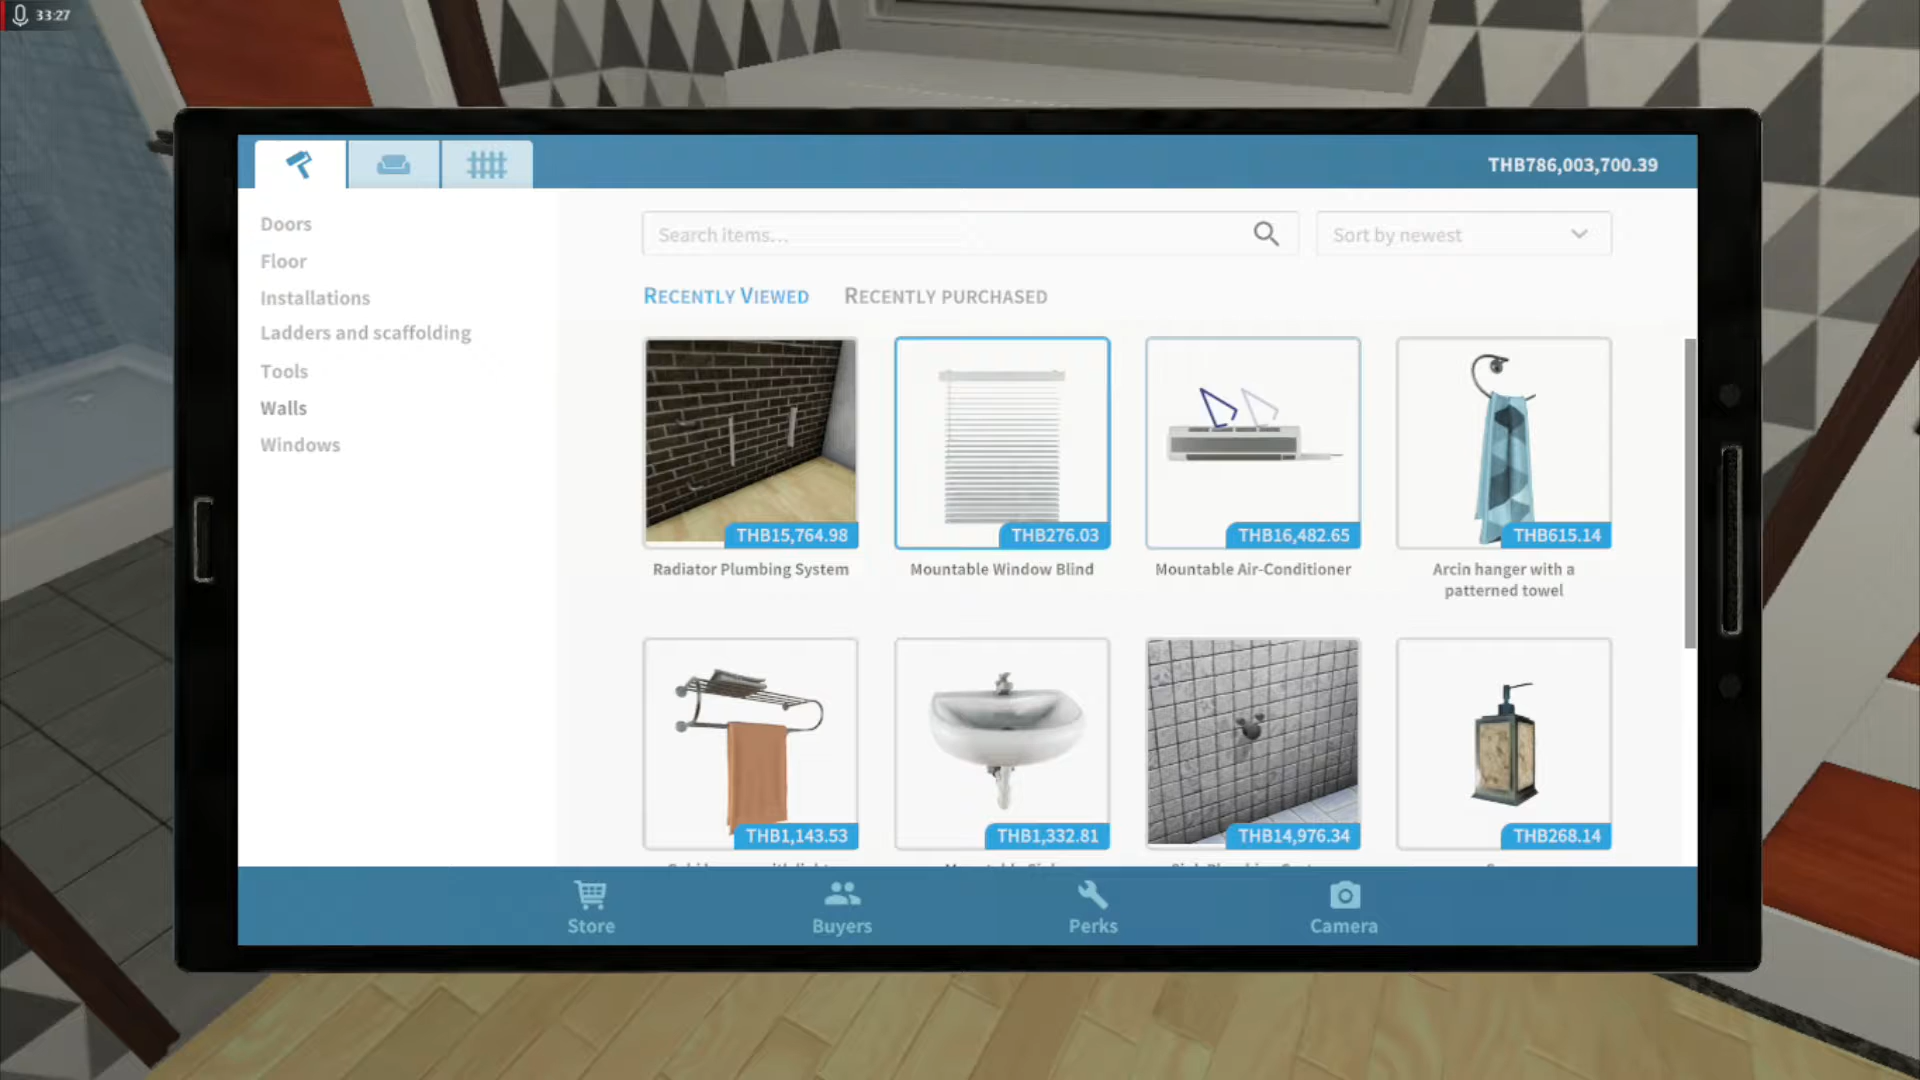 33:27
THB786,003,700.39
Doors
Floor
Installations
Ladders and scaffolding
Tools
Walls
Windows
Search items...
Sort by newest
RECENTLY VIEWED
RECENTLY PURCHASED
THB15,764.98
THB276.03
THB16,482.65
THB615.14
Radiator Plumbing System
Mountable Window Blind
Mountable Air-Conditioner
Arcin hanger with a
patterned towel
THB1,143.53
THB1,332.81
THB14,976.34
THB268.14
Store
Buyers
Perks
Camera